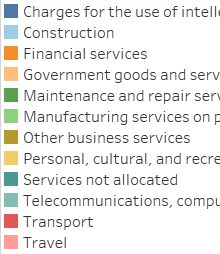 Charges for the use of intelle
Construction
Financial services
Government goods and serv
Maintenance and repair serv
Manufacturing services on p
Other business services
Personal, cultural, and recre
Services not allocated
Telecommunications, compu
Transport
Travel